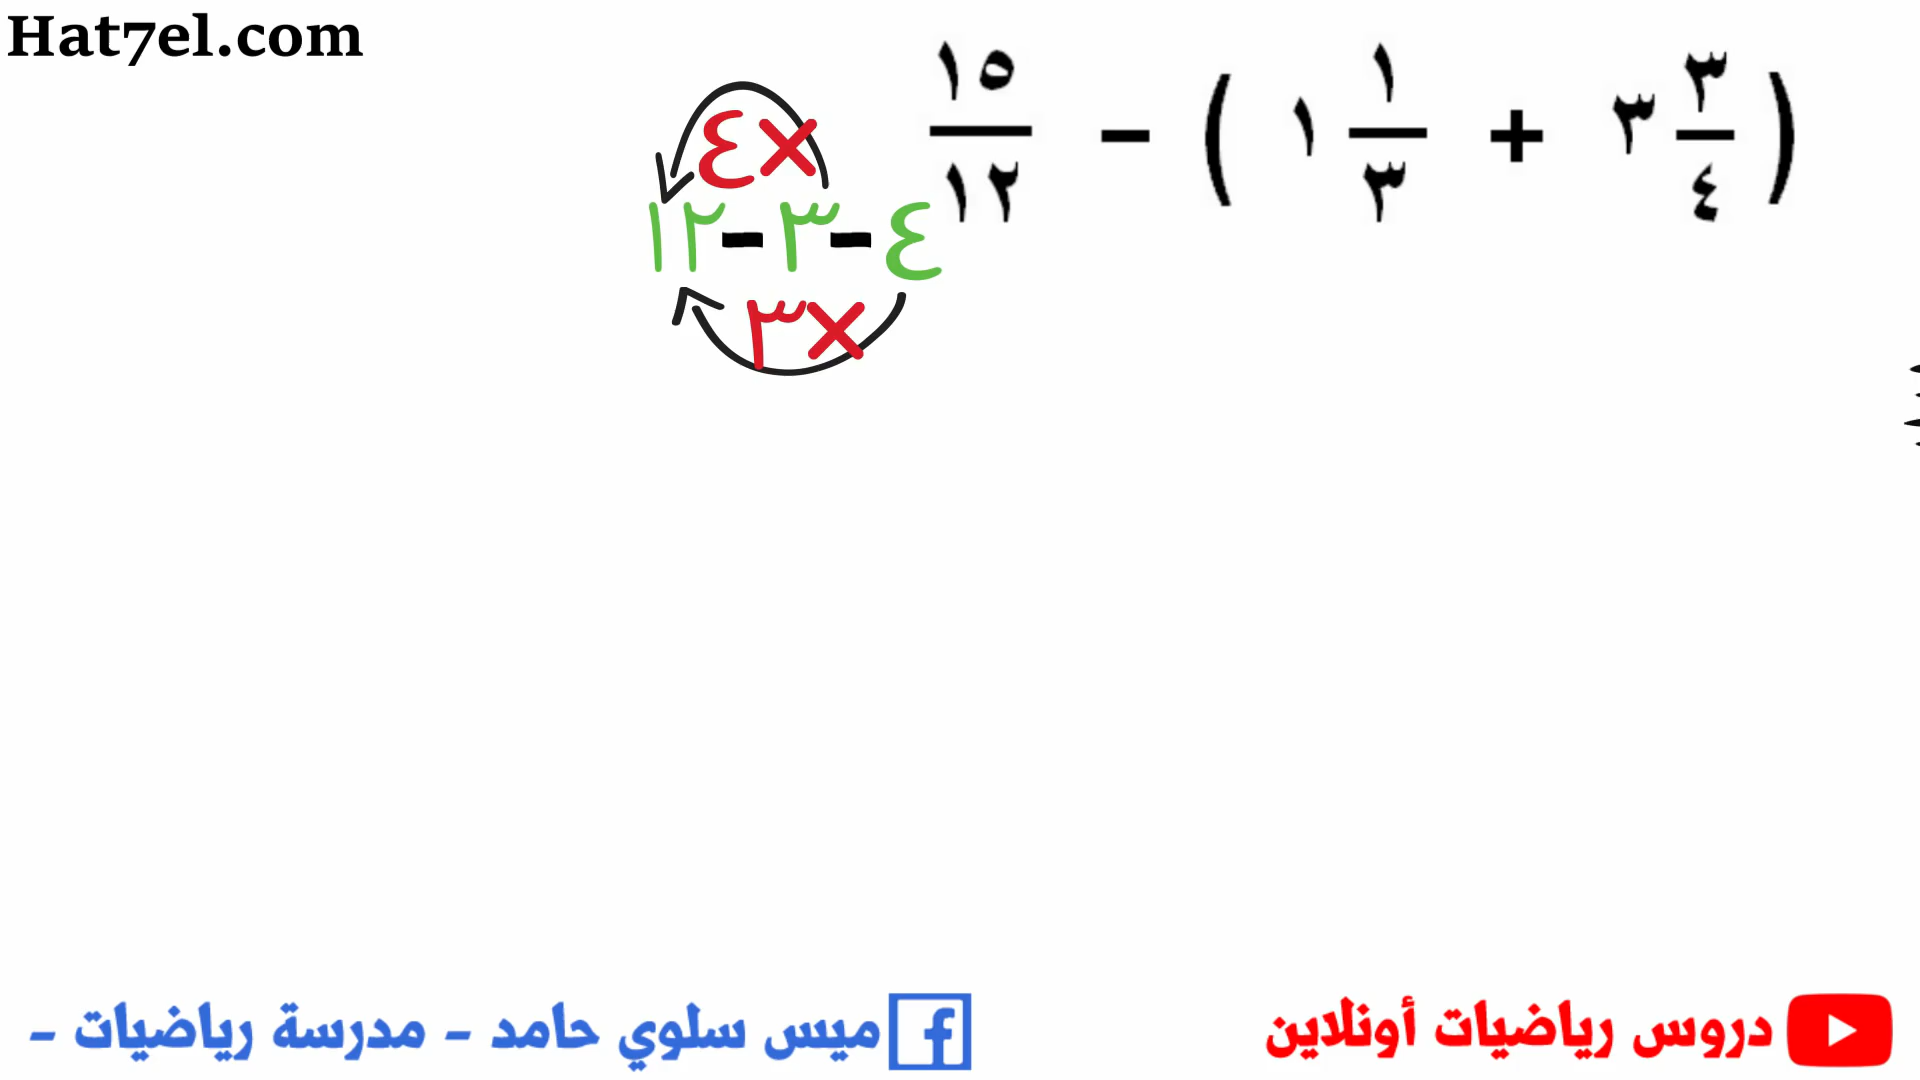 Hat7el.com
( ٣ ٣/٤ + ١ ١/٣ ) - ١٥/١٢
×٤
٤-٣-١٢
×٣
دروس رياضيات أونلاين
ميس سلوي حامد - مدرسة رياضيات -